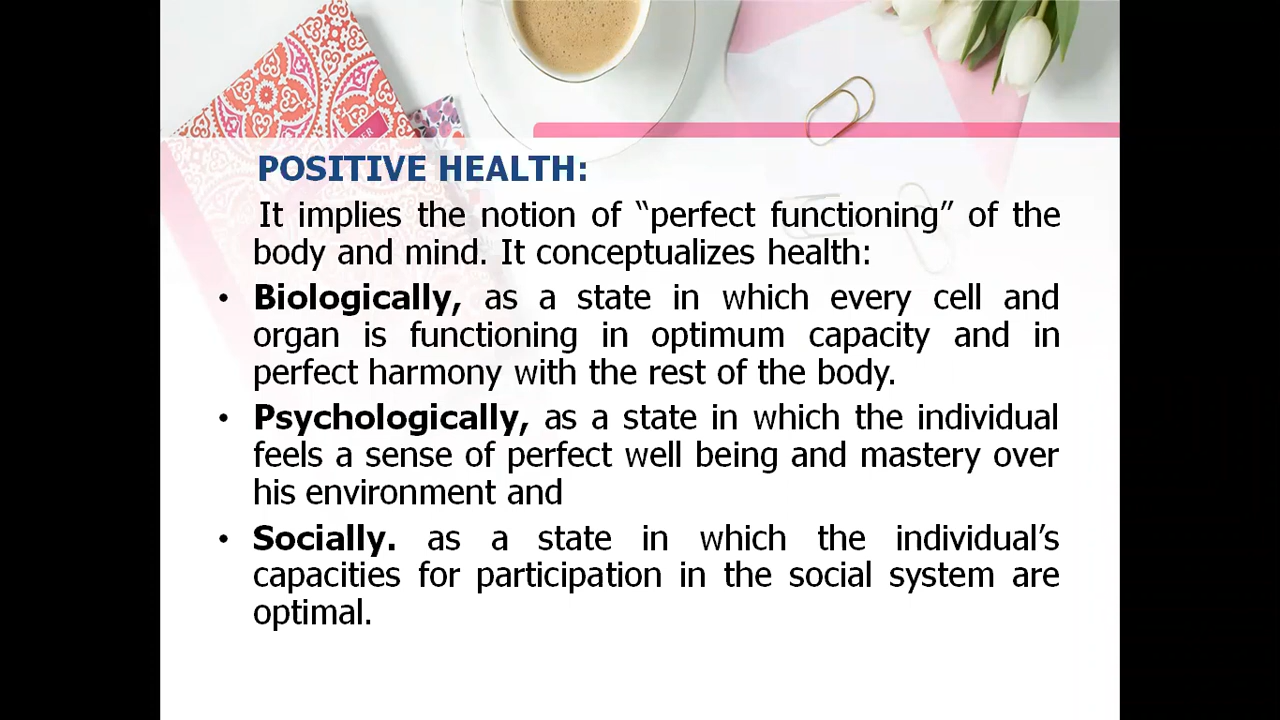 POSITIVE HEALTH:
It implies the notion of “perfect functioning” of the
body and mind. It conceptualizes health:
• Biologically, as a state in which every cell and
organ is functioning in optimum capacity and in
perfect harmony with the rest of the body.
• Psychologically, as a state in which the individual
feels a sense of perfect well being and mastery over
his environment and
• Socially. as a state in which the individual’s
capacities for participation in the social system are
optimal.